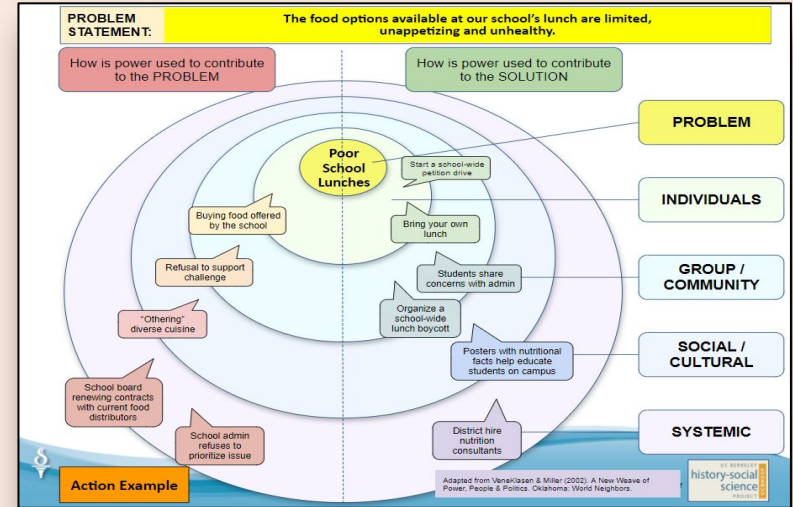 PROBLEM
STATEMENT:
The food options available at our school's lunch are limited,
unappetizing and unhealthy.
How is power used to contribute
to the PROBLEM
How is power used to contribute
to the SOLUTION
Poor
School
Lunches
Start a school-wide
petition drive
Buying food offered
by the school
Bring your own
lunch
Refusal to support
challenge
Students share
concerns with admin
"Othering"
diverse cuisine
Organize a
school-wide
lunch boycott
Posters with nutritional
facts help educate
students on campus
School board
renewing contracts
with current food
distributors
School admin
refuses to
prioritize issue
District hire
nutrition
consultants
PROBLEM
INDIVIDUALS
GROUP /
COMMUNITY
SOCIAL /
CULTURAL
SYSTEMIC
Action Example
Adapted from VeneKlasen & Miller (2002). A New Weave of
Power, People & Politics. Oklahoma: World Neighbors.
UC BERKELEY
history-social
science
PROJECT